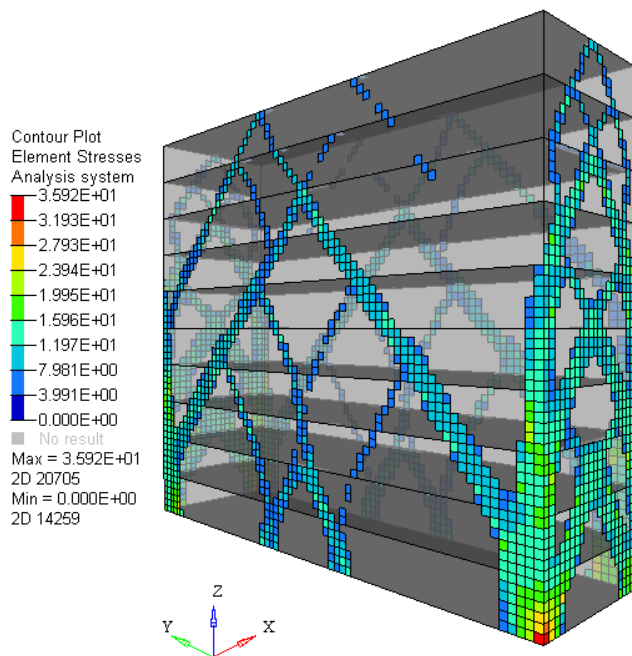 Contour Plot
Element Stresses
Analysis system
3.592E+01
3.193E+01
2.793E+01
2.394E+01
1.995E+01
1.596E+01
1.197E+01
7.981E+00
3.991E+00
0.000E+00
No result
Max = 3.592E+01
2D 20705
Min = 0.000E+00
2D 14259
Z
Y
X